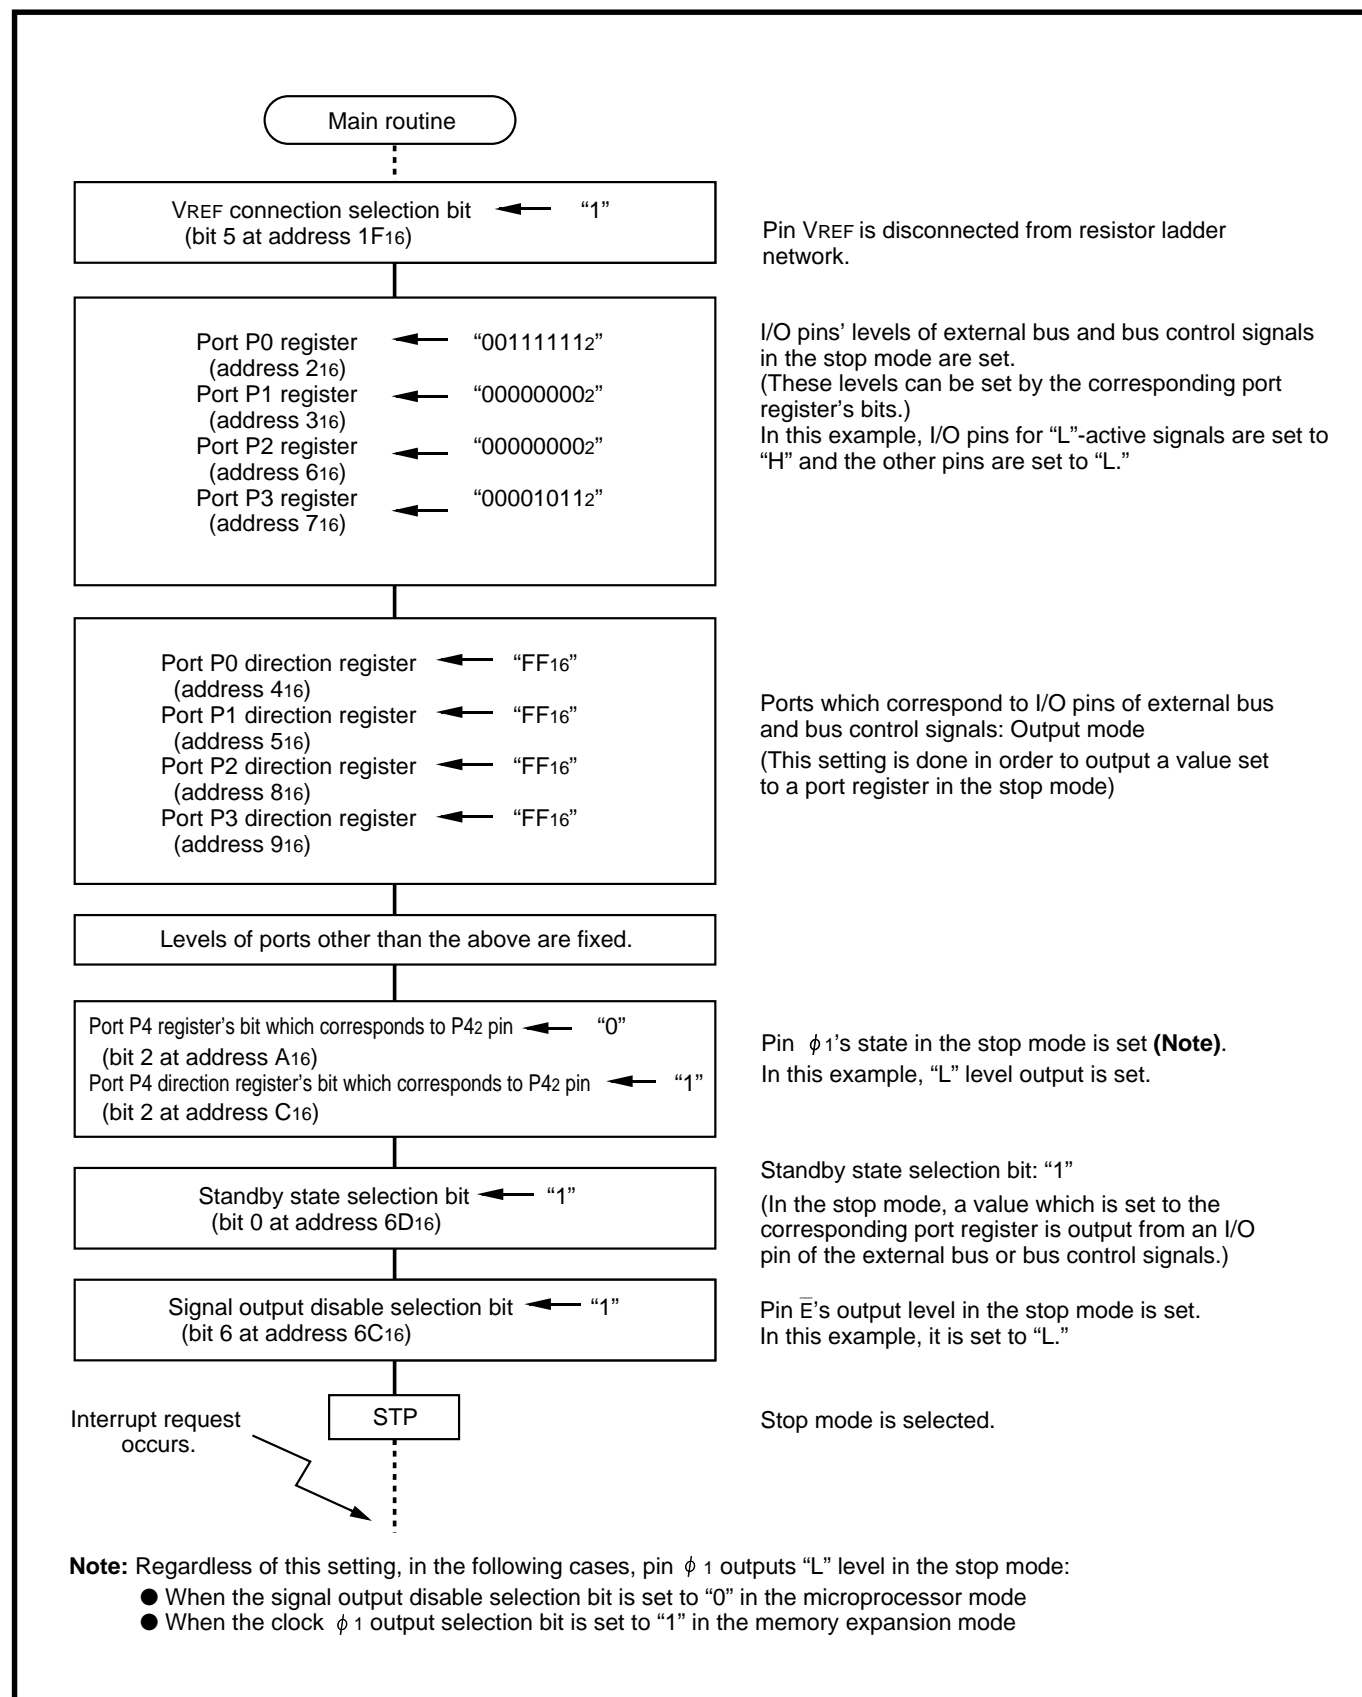 Main routine
VREF connection selection bit “1”
(bit 5 at address 1F16)
Pin VREF is disconnected from resistor ladder
network.
Port P0 register “001111112”
(address 216)
Port P1 register “000000002”
(address 316)
Port P2 register “000000002”
(address 616)
Port P3 register “000010112”
(address 716)
I/O pins’ levels of external bus and bus control signals
in the stop mode are set.
(These levels can be set by the corresponding port
register’s bits.)
In this example, I/O pins for “L”-active signals are set to
“H” and the other pins are set to “L.”
Port P0 direction register “FF16”
(address 416)
Port P1 direction register “FF16”
(address 516)
Port P2 direction register “FF16”
(address 816)
Port P3 direction register “FF16”
(address 916)
Ports which correspond to I/O pins of external bus
and bus control signals: Output mode
(This setting is done in order to output a value set
to a port register in the stop mode)
Levels of ports other than the above are fixed.
Port P4 register’s bit which corresponds to P42 pin “0”
(bit 2 at address A16)
Port P4 direction register’s bit which corresponds to P42 pin “1”
(bit 2 at address C16)
Pin ϕ1’s state in the stop mode is set (Note).
In this example, “L” level output is set.
Standby state selection bit “1”
(bit 0 at address 6D16)
Standby state selection bit: “1”
(In the stop mode, a value which is set to the
corresponding port register is output from an I/O
pin of the external bus or bus control signals.)
Signal output disable selection bit “1”
(bit 6 at address 6C16)
Pin E̅’s output level in the stop mode is set.
In this example, it is set to “L.”
STP
Stop mode is selected.
Interrupt request
occurs.
Note: Regardless of this setting, in the following cases, pin ϕ1 outputs “L” level in the stop mode:
● When the signal output disable selection bit is set to “0” in the microprocessor mode
● When the clock ϕ1 output selection bit is set to “1” in the memory expansion mode